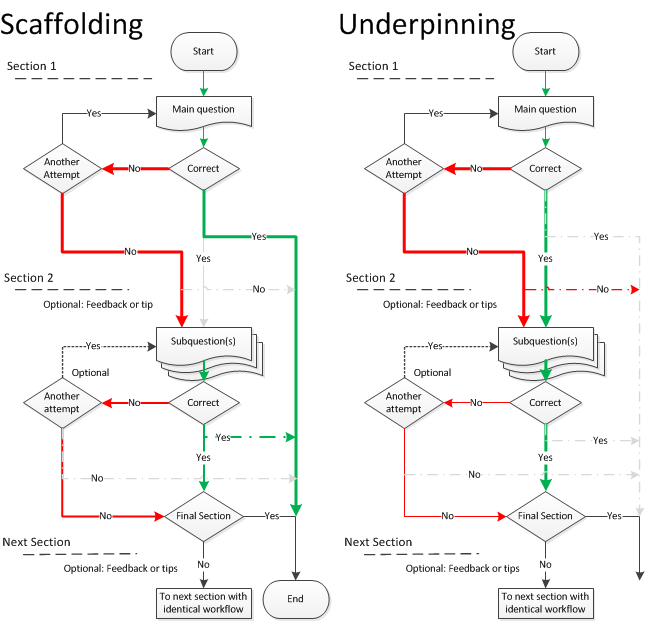 Scaffolding
Start
Section 1
Yes
Main question
Another
Attempt
No
Correct
Yes
No
Yes
Section 2
No
Optional: Feedback or tip
Yes
Subquestion(s)
Optional
Another
attempt
No
Correct
Yes
Yes
No
No
Final Section
Yes
Next Section
No
Optional: Feedback or tips
To next section with
identical workflow
End
Underpinning
Start
Section 1
Yes
Main question
Another
Attempt
No
Correct
Yes
No
Yes
Section 2
No
Optional: Feedback or tips
Yes
Subquestion(s)
Optional
Another
attempt
No
Correct
Yes
Yes
No
No
Final Section
Yes
Next Section
No
Optional: Feedback or tips
To next section with
identical workflow